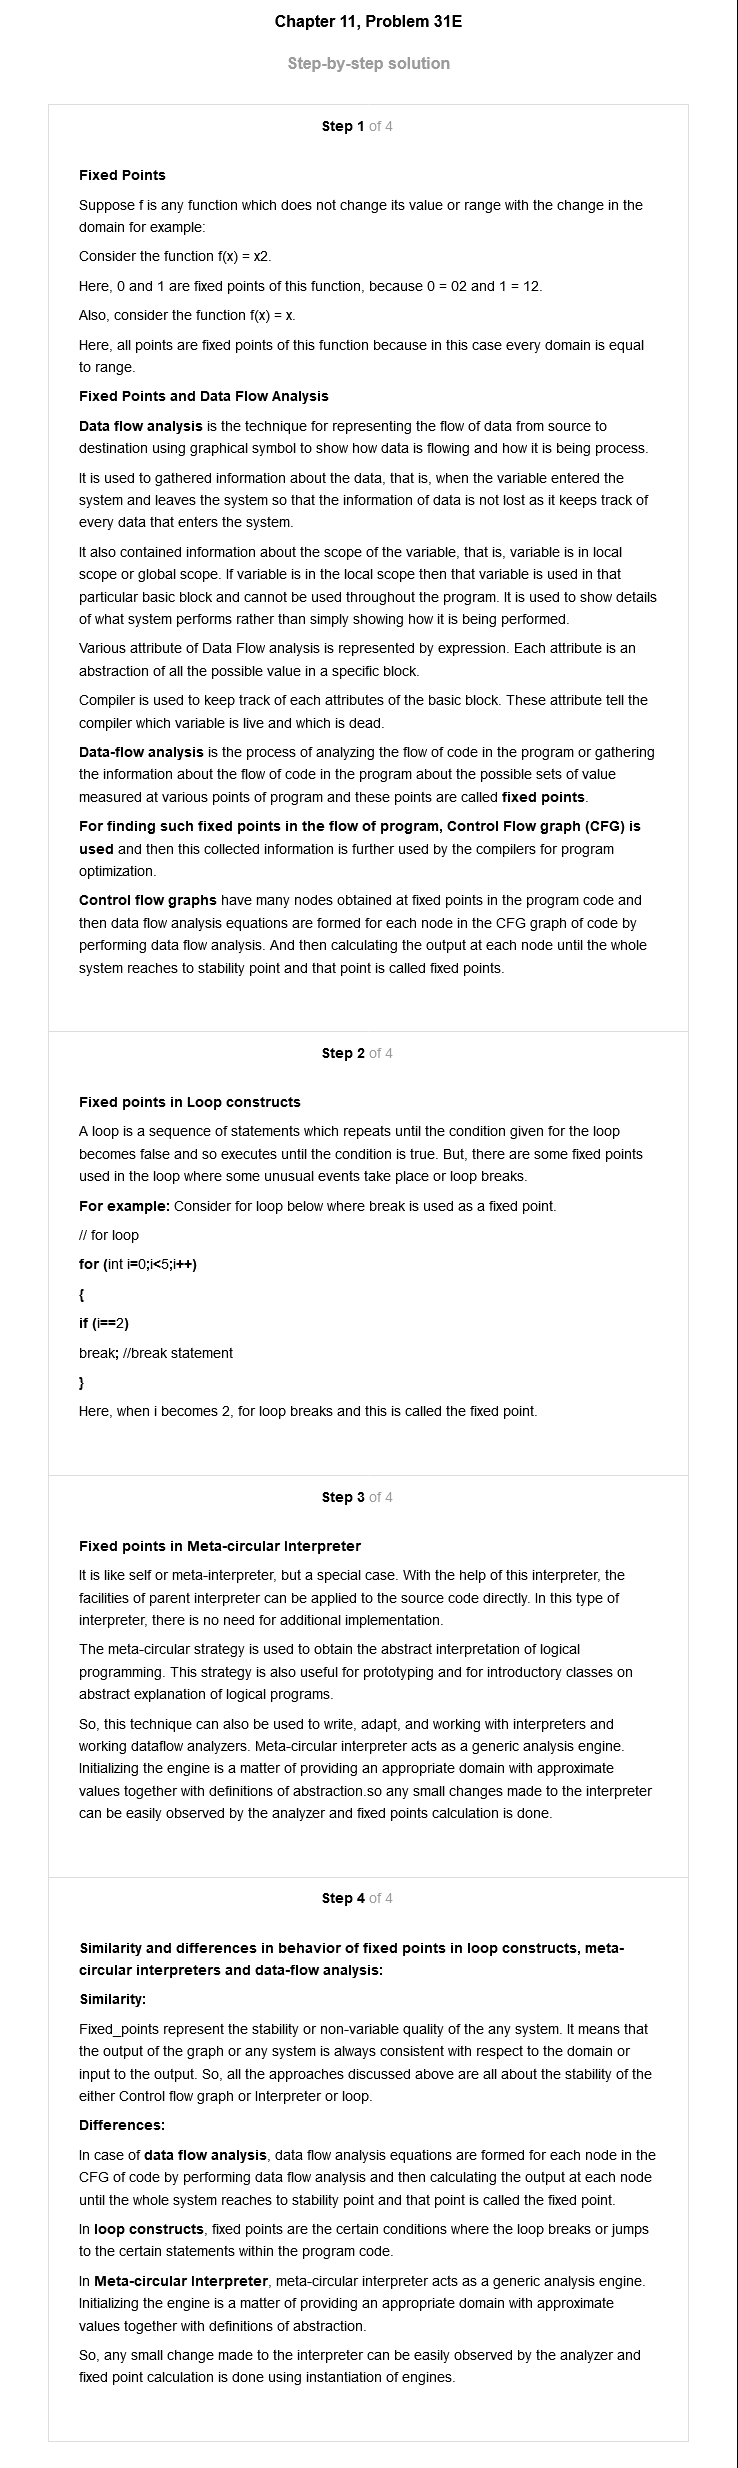 Chapter 11, Problem 31E
Step-by-step solution
Step 1 of 4
Fixed Points
Suppose f is any function which does not change its value or range with the change in the
domain for example:
Consider the function f(x) = x2.
Here, 0 and 1 are fixed points of this function, because 0 = 02 and 1 = 12.
Also, consider the function f(x) = x.
Here, all points are fixed points of this function because in this case every domain is equal
to range.
Fixed Points and Data Flow Analysis
Data flow analysis is the technique for representing the flow of data from source to
destination using graphical symbol to show how data is flowing and how it is being process.
It is used to gathered information about the data, that is, when the variable entered the
system and leaves the system so that the information of data is not lost as it keeps track of
every data that enters the system.
It also contained information about the scope of the variable, that is, variable is in local
scope or global scope. If variable is in the local scope then that variable is used in that
particular basic block and cannot be used throughout the program. It is used to show details
of what system performs rather than simply showing how it is being performed.
Various attribute of Data Flow analysis is represented by expression. Each attribute is an
abstraction of all the possible value in a specific block.
Compiler is used to keep track of each attributes of the basic block. These attribute tell the
compiler which variable is live and which is dead.
Data-flow analysis is the process of analyzing the flow of code in the program or gathering
the information about the flow of code in the program about the possible sets of value
measured at various points of program and these points are called fixed points.
For finding such fixed points in the flow of program, Control Flow graph (CFG) is
used and then this collected information is further used by the compilers for program
optimization.
Control flow graphs have many nodes obtained at fixed points in the program code and
then data flow analysis equations are formed for each node in the CFG graph of code by
performing data flow analysis. And then calculating the output at each node until the whole
system reaches to stability point and that point is called fixed points.
Step 2 of 4
Fixed points in Loop constructs
A loop is a sequence of statements which repeats until the condition given for the loop
becomes false and so executes until the condition is true. But, there are some fixed points
used in the loop where some unusual events take place or loop breaks.
For example: Consider for loop below where break is used as a fixed point.
// for loop
for (int i=0;i<5;i++)
{
if (i==2)
break; //break statement
}
Here, when i becomes 2, for loop breaks and this is called the fixed point.
Step 3 of 4
Fixed points in Meta-circular Interpreter
It is like self or meta-interpreter, but a special case. With the help of this interpreter, the
facilities of parent interpreter can be applied to the source code directly. In this type of
interpreter, there is no need for additional implementation.
The meta-circular strategy is used to obtain the abstract interpretation of logical
programming. This strategy is also useful for prototyping and for introductory classes on
abstract explanation of logical programs.
So, this technique can also be used to write, adapt, and working with interpreters and
working dataflow analyzers. Meta-circular interpreter acts as a generic analysis engine.
Initializing the engine is a matter of providing an appropriate domain with approximate
values together with definitions of abstraction.so any small changes made to the interpreter
can be easily observed by the analyzer and fixed points calculation is done.
Step 4 of 4
Similarity and differences in behavior of fixed points in loop constructs, meta-
circular interpreters and data-flow analysis:
Similarity:
Fixed_points represent the stability or non-variable quality of the any system. It means that
the output of the graph or any system is always consistent with respect to the domain or
input to the output. So, all the approaches discussed above are all about the stability of the
either Control flow graph or Interpreter or loop.
Differences:
In case of data flow analysis, data flow analysis equations are formed for each node in the
CFG of code by performing data flow analysis and then calculating the output at each node
until the whole system reaches to stability point and that point is called the fixed point.
In loop constructs, fixed points are the certain conditions where the loop breaks or jumps
to the certain statements within the program code.
In Meta-circular Interpreter, meta-circular interpreter acts as a generic analysis engine.
Initializing the engine is a matter of providing an appropriate domain with approximate
values together with definitions of abstraction.
So, any small change made to the interpreter can be easily observed by the analyzer and
fixed point calculation is done using instantiation of engines.